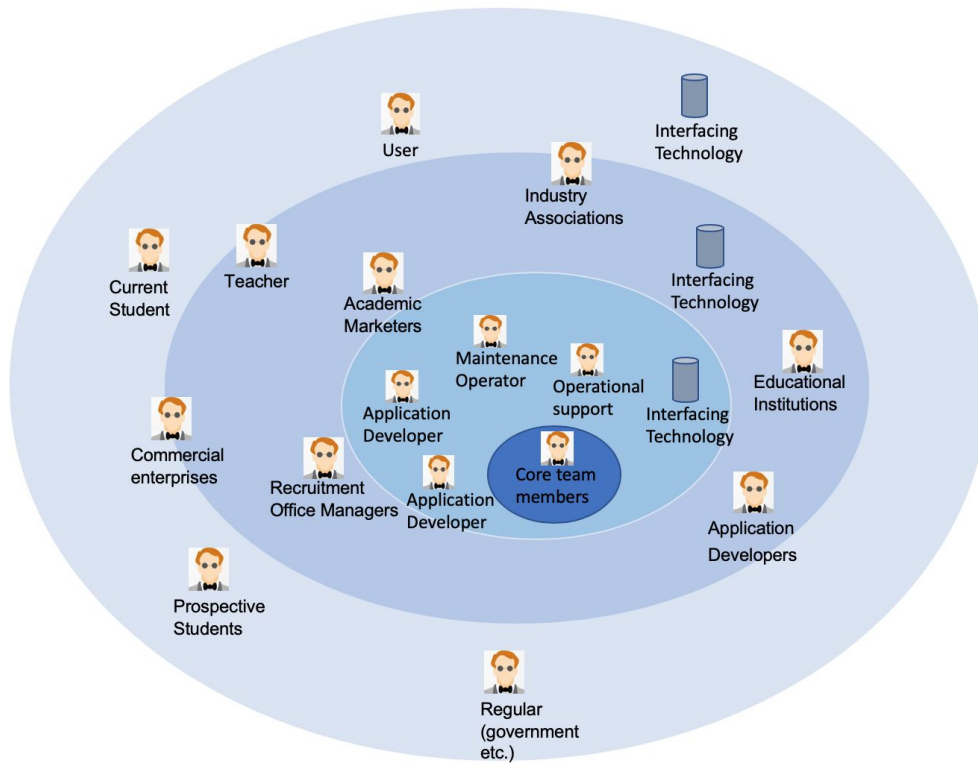 User
Interfacing
Technology
Industry
Associations
Current
Student
Teacher
Academic
Marketers
Interfacing
Technology
Maintenance
Operator
Operational
support
Educational
Institutions
Application
Developer
Interfacing
Technology
Commercial
enterprises
Recruitment
Office Managers
Application
Developer
Core team
members
Application
Developers
Prospective
Students
Regular
(government
etc.)